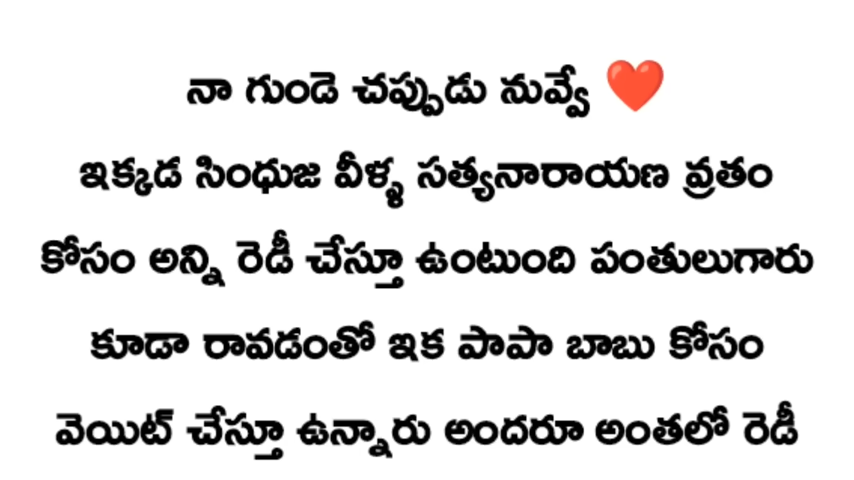 నా గుండె చప్పుడు నువ్వే ❤️
ఇక్కడ సింధుజ వీళ్ళ సత్యనారాయణ వ్రతం
కోసం అన్ని రెడీ చేస్తూ ఉంటుంది పంతులుగారు
కూడా రావడంతో ఇక పాపా బాబు కోసం
వెయిట్ చేస్తూ ఉన్నారు అందరూ అంతలో రెడీ